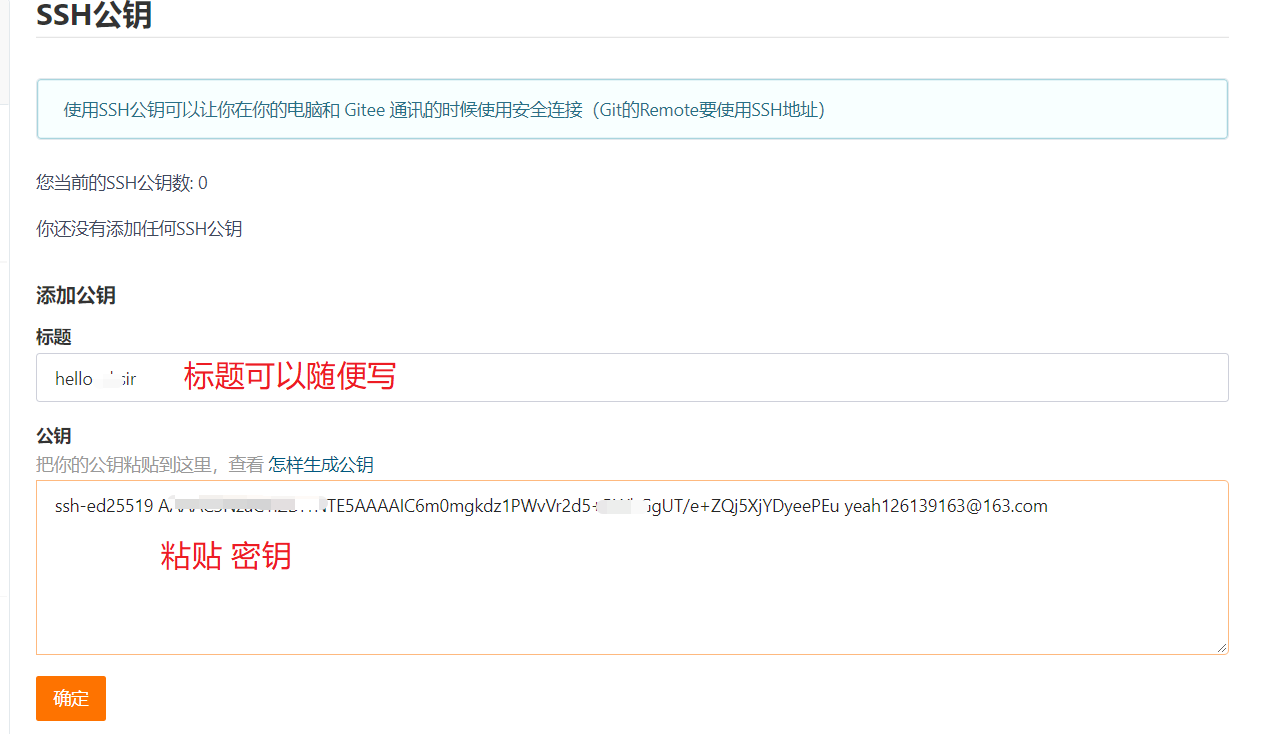 SSH公钥
使用SSH公钥可以让你在你的电脑和 Gitee 通讯的时候使用安全连接（Git的Remote要使用SSH地址）
您当前的SSH公钥数: 0
你还没有添加任何SSH公钥
添加公钥
标题
hello 标题可以随便写
公钥
把你的公钥粘贴到这里，查看 怎样生成公钥
ssh-ed25519 TE5AAAAIC6m0mgkdz1PWvVr2d5 gUT/e+ZQj5XjYDyeePEu yeah126139163@163.com
粘贴 密钥
确定